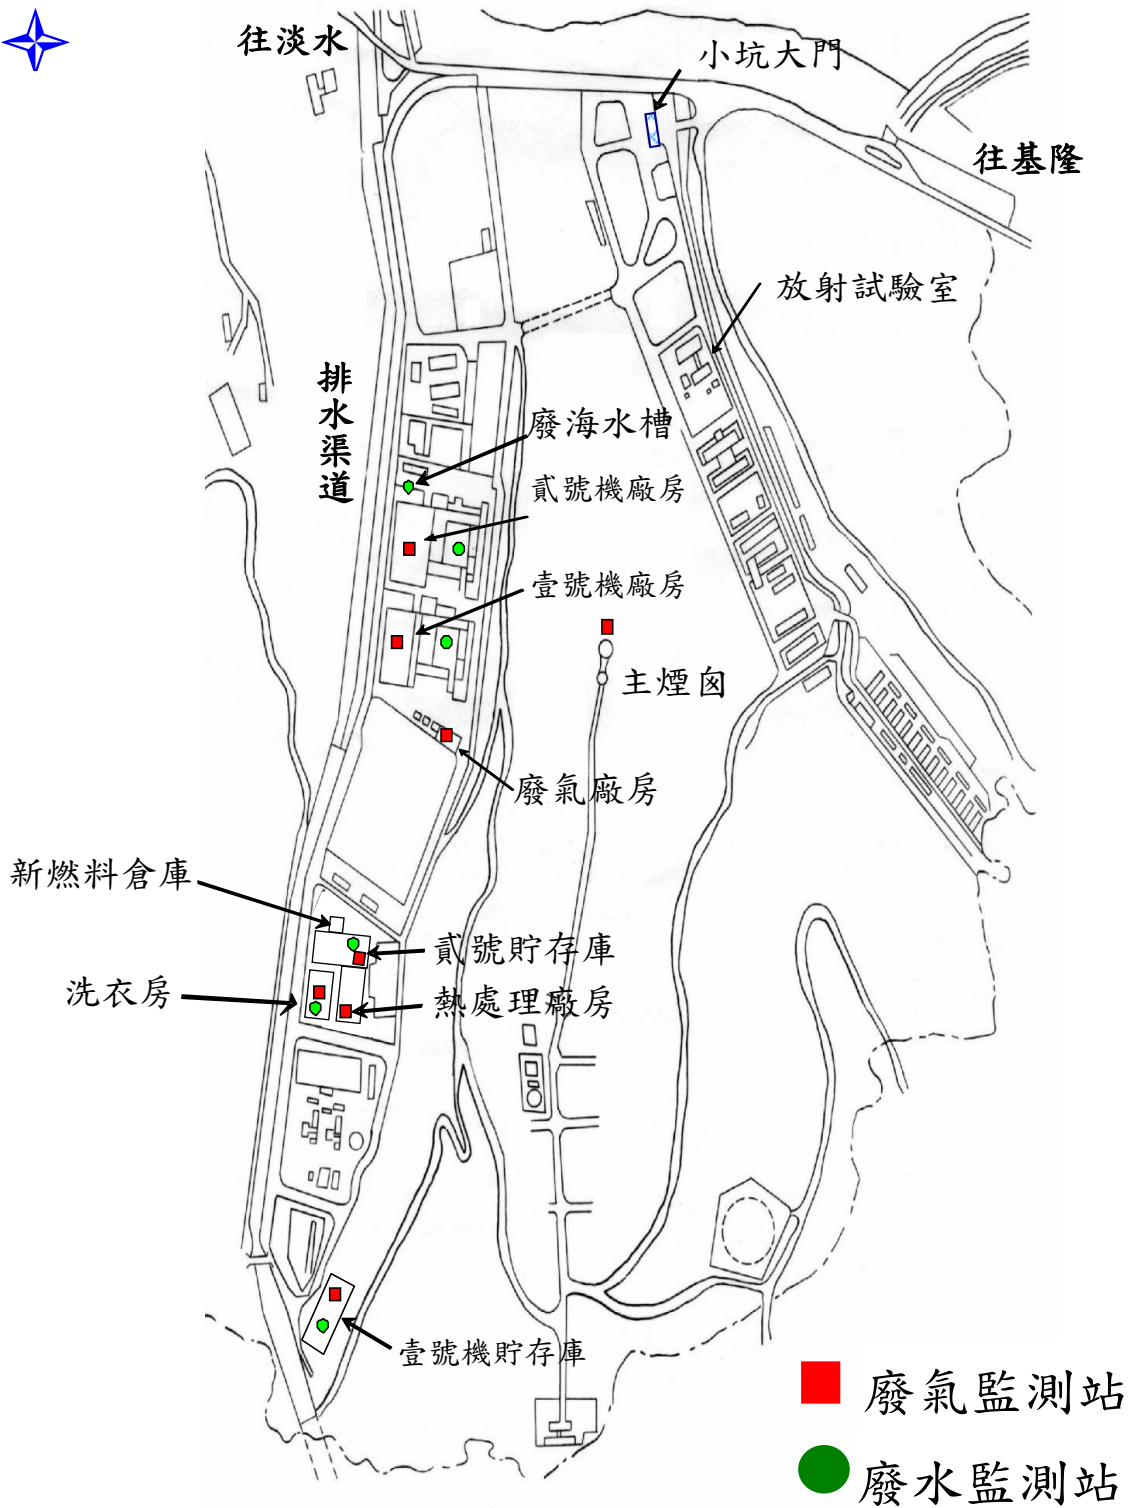 往淡水
小坑大門
往基隆
放射試驗室
排水渠道
廢海水槽
貳號機廠房
壹號機廠房
主煙囪
廢氣廠房
新燃料倉庫
貳號貯存庫
洗衣房
熱處理廠房
壹號機貯存庫
廢氣監測站
廢水監測站